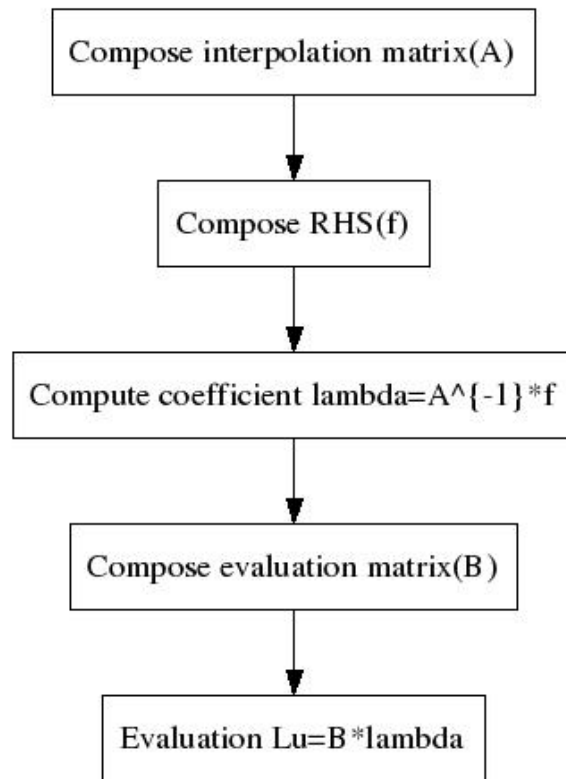 Compose interpolation matrix(A)
Compose RHS(f)
Compute coefficient lambda=A^{-1}*f
Compose evaluation matrix(B)
Evaluation Lu=B*lambda